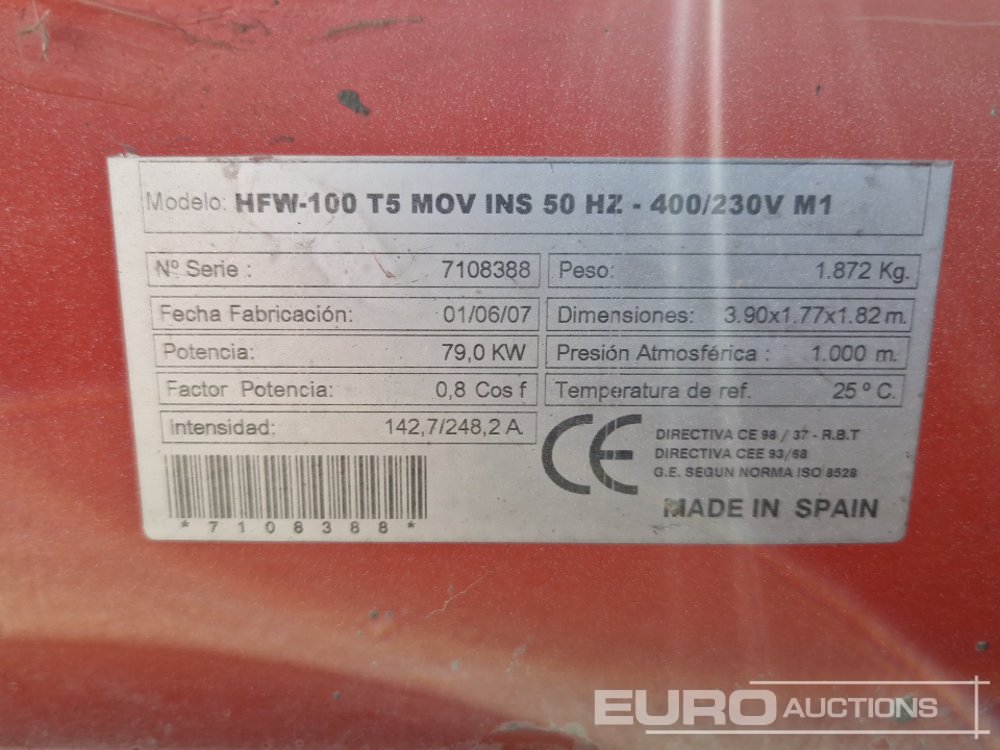 Modelo: HFW-100 T5 MOV INS 50 HZ - 400/230V M1
Nº Serie : 7108388
Peso: 1.872 Kg.
Fecha Fabricación: 01/06/07
Dimensiones: 3.90x1.77x1.82 m.
Potencia: 79,0 KW
Presión Atmosférica : 1.000 m.
Factor Potencia: 0,8 Cos f
Temperatura de ref. 25 º C.
Intensidad: 142,7/248,2 A
CE
DIRECTIVA CE 98 / 37 - R.B.T
DIRECTIVA CEE 93/68
G.E. SEGUN NORMA ISO 8528
MADE IN SPAIN
*7108388*
EURO AUCTIONS